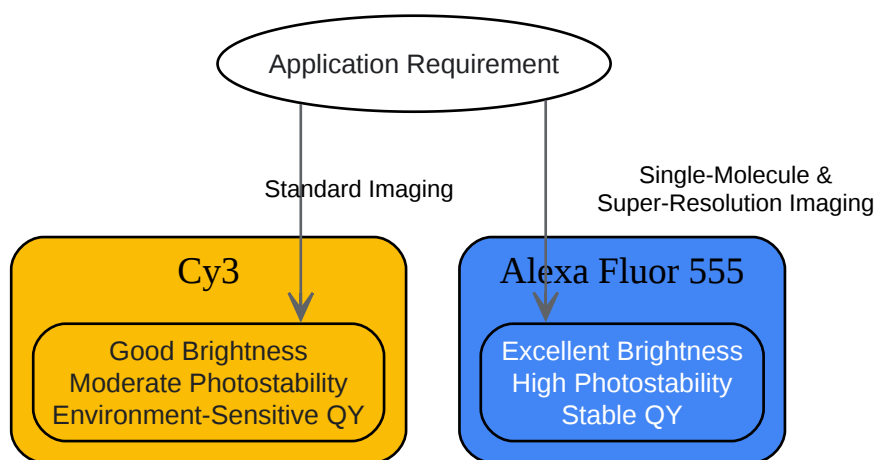 Application Requirement
Standard Imaging
Single-Molecule &
Super-Resolution Imaging
Cy3
Good Brightness
Moderate Photostability
Environment-Sensitive QY
Alexa Fluor 555
Excellent Brightness
High Photostability
Stable QY